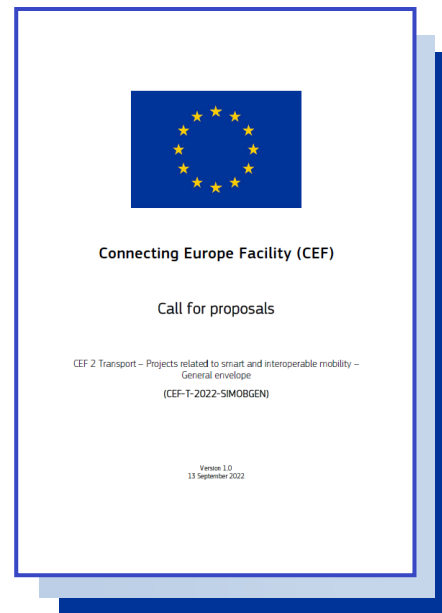 Connecting Europe Facility (CEF)
Call for proposals
CEF 2 Transport – Projects related to smart and interoperable mobility –
General envelope
(CEF-T-2022-SIMOBGEN)
Version 1.0
13 September 2022